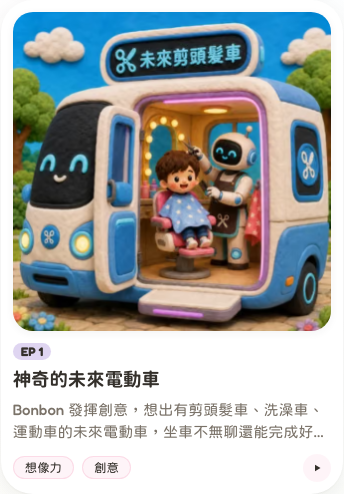 未來剪頭髮車
EP 1
神奇的未來電動車
Bonbon 發揮創意，想出有剪頭髮車、洗澡車、
運動車的未來電動車，坐車不無聊還能完成好...
想像力
創意